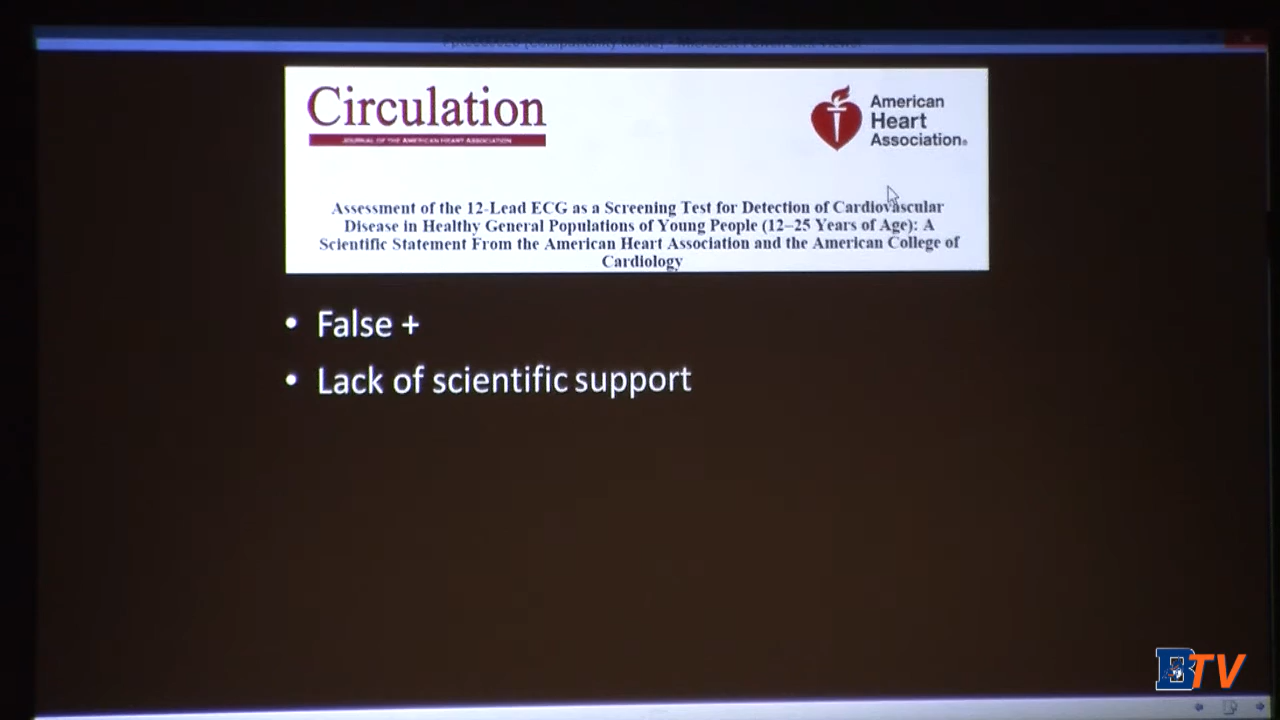 Circulation
JOURNAL OF THE AMERICAN HEART ASSOCIATION
American
Heart
Association®
Assessment of the 12-Lead ECG as a Screening Test for Detection of Cardiovascular
Disease in Healthy General Populations of Young People (12–25 Years of Age): A
Scientific Statement From the American Heart Association and the American College of
Cardiology
• False +
• Lack of scientific support
BTV